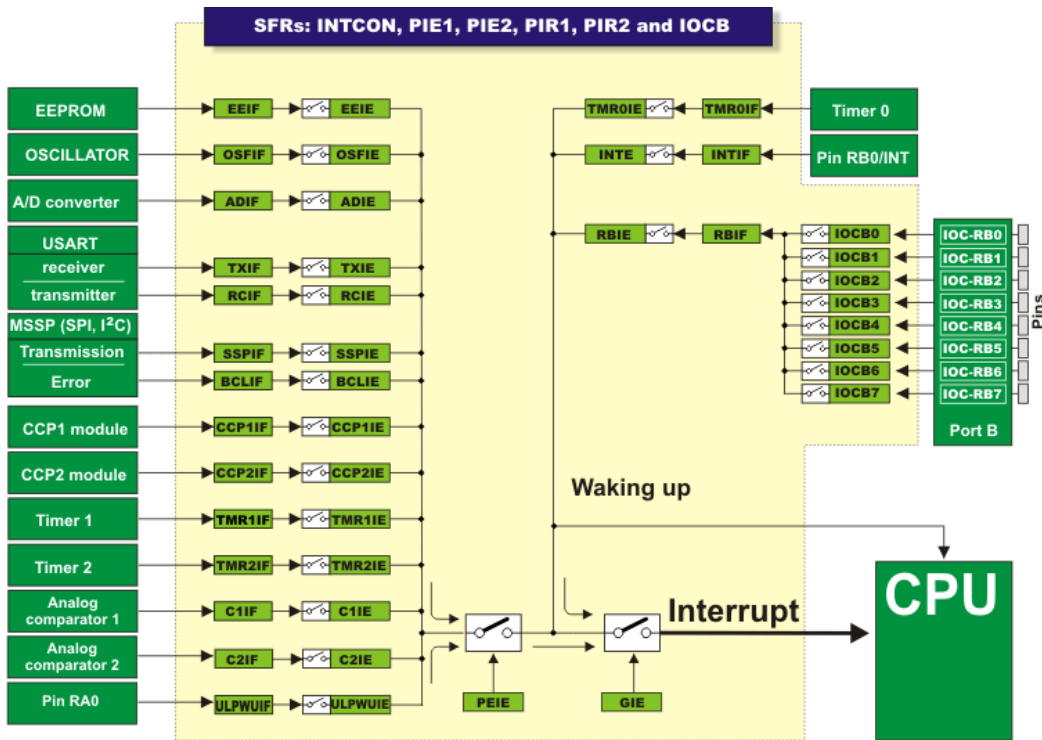 SFRs: INTCON, PIE1, PIE2, PIR1, PIR2 and IOCB
EEPROM
EEIF
EEIE
OSCILLATOR
OSFIF
OSFIE
A/D converter
ADIF
ADIE
USART
receiver
TXIF
TXIE
transmitter
RCIF
RCIE
MSSP (SPI, I²C)
Transmission
SSPIF
SSPIE
Error
BCLIF
BCLIE
CCP1 module
CCP1IF
CCP1IE
CCP2 module
CCP2IF
CCP2IE
Timer 1
TMR1IF
TMR1IE
Timer 2
TMR2IF
TMR2IE
Analog
comparator 1
C1IF
C1IE
Analog
comparator 2
C2IF
C2IE
Pin RA0
ULPWUIF
ULPWUIE
TMR0IE
TMR0IF
Timer 0
INTE
INTIF
Pin RB0/INT
RBIE
RBIF
IOCB0
IOC-RB0
IOCB1
IOC-RB1
IOCB2
IOC-RB2
IOCB3
IOC-RB3
IOCB4
IOC-RB4
IOCB5
IOC-RB5
IOCB6
IOC-RB6
IOCB7
IOC-RB7
Pins
Port B
Waking up
Interrupt
CPU
PEIE
GIE